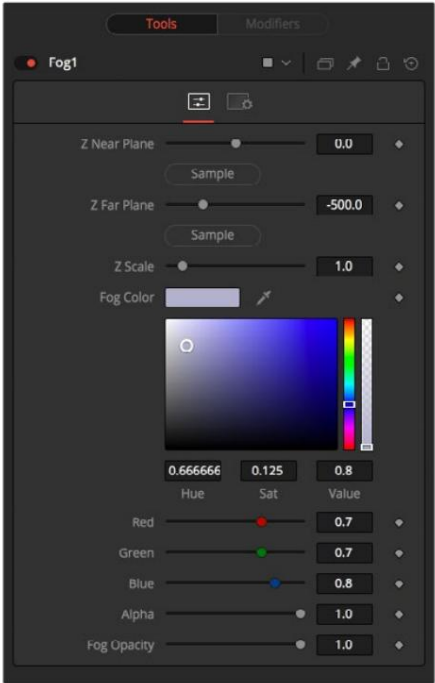 Tools Modifiers
Fog1
Z Near Plane 0.0
Sample
Z Far Plane -500.0
Sample
Z Scale 1.0
Fog Color
0.666666 0.125 0.8
Hue Sat Value
Red 0.7
Green 0.7
Blue 0.8
Alpha 1.0
Fog Opacity 1.0